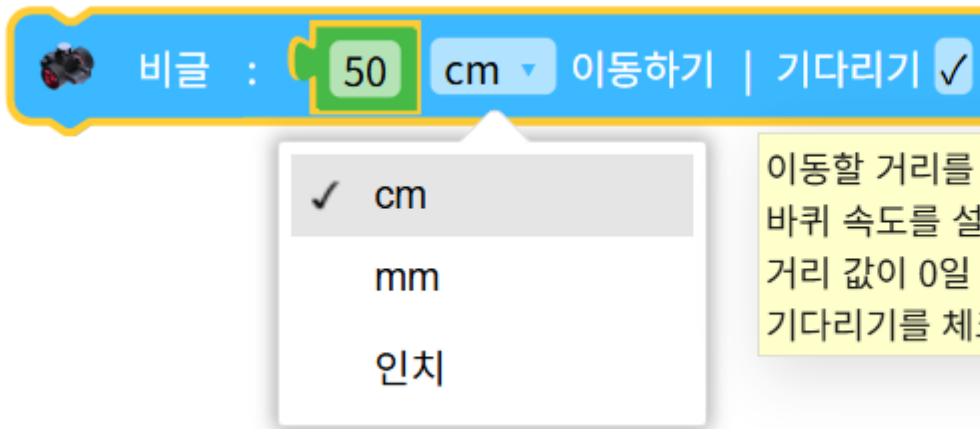 비글 : 50 cm 이동하기 | 기다리기 ✓
✓ cm
mm
인치
이동할 거리를
바퀴 속도를
거리 값이 0일
기다리기를